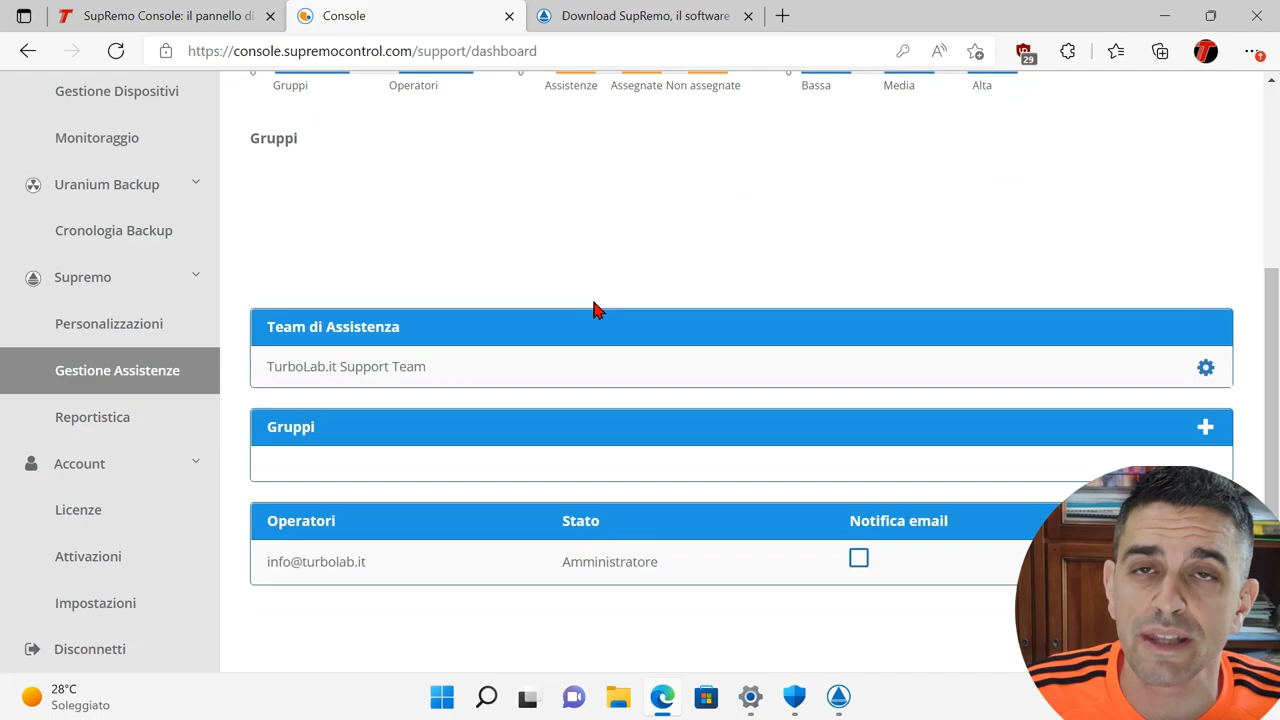 SupRemo Console: il pannello di
Console
Download SupRemo, il software
https://console.supremocontrol.com/support/dashboard
29
0
0
0
Gruppi
Operatori
Assistenze
Assegnate
Non assegnate
Bassa
Media
Alta
Gestione Dispositivi
Monitoraggio
Uranium Backup
Cronologia Backup
Supremo
Personalizzazioni
Gestione Assistenze
Reportistica
Account
Licenze
Attivazioni
Impostazioni
Disconnetti
Gruppi
Team di Assistenza
TurboLab.it Support Team
Gruppi
Operatori
Stato
Notifica email
info@turbolab.it
Amministratore
28°C
Soleggiato